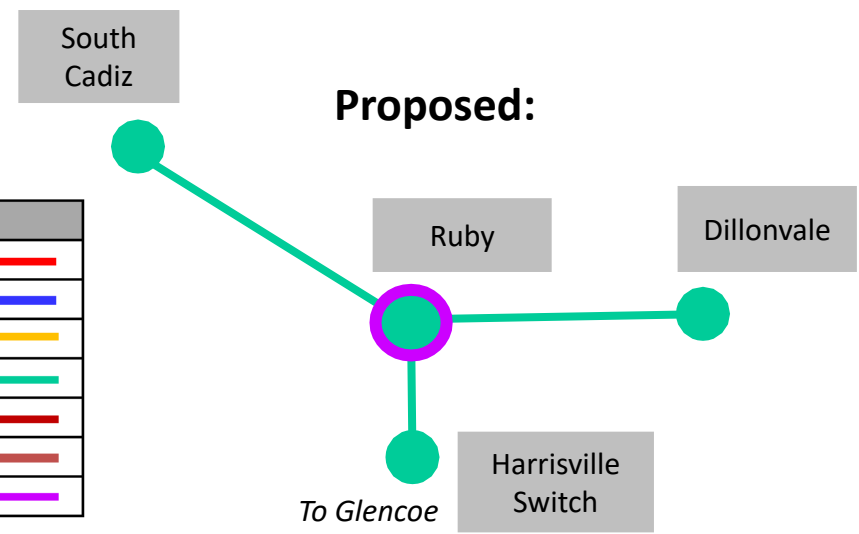 South
Cadiz
Proposed:
Ruby
Dillonvale
Harrisville
Switch
To Glencoe